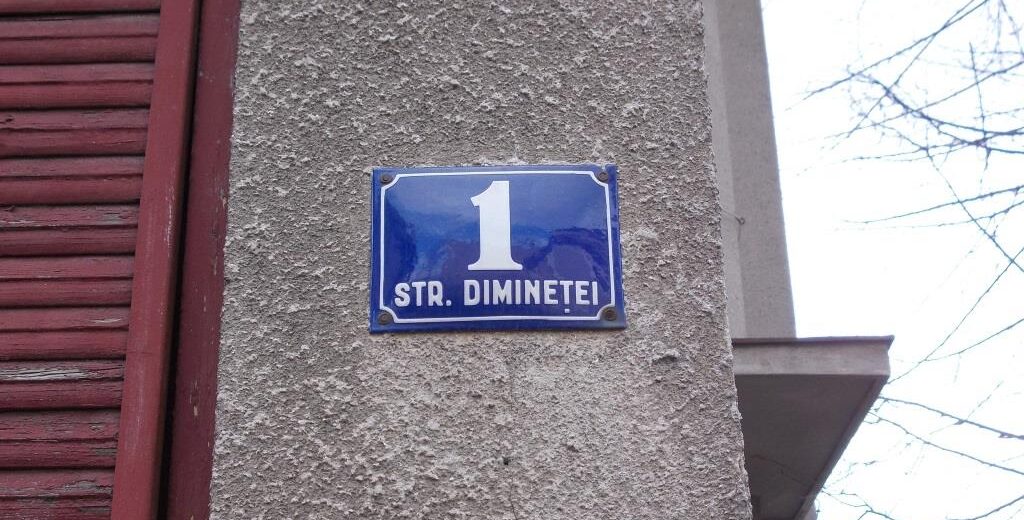 1
STR. DIMINEȚEI